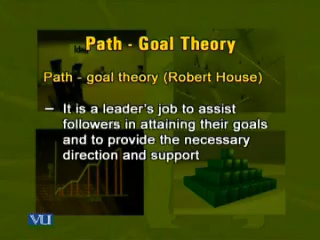 Path - Goal Theory
Path - goal theory (Robert House)
– It is a leader's job to assist
followers in attaining their goals
and to provide the necessary
direction and support
VU